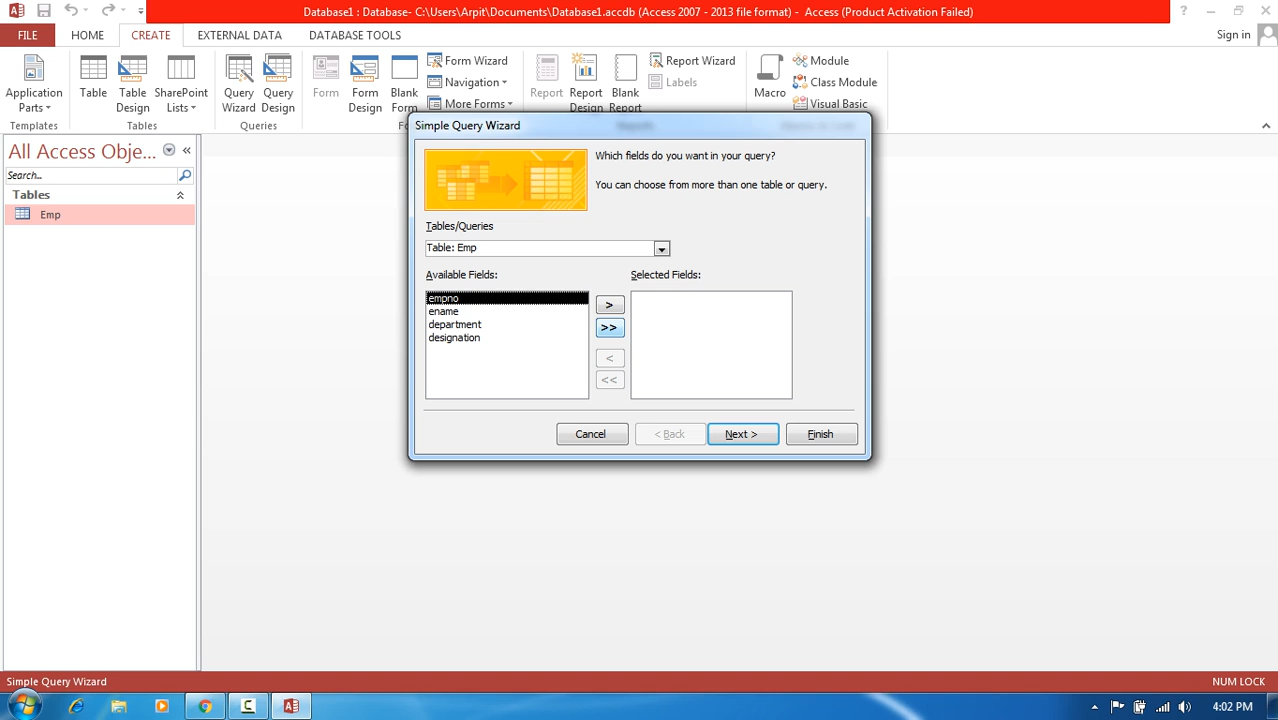 Database1 : Database- C:\Users\Arpit\Documents\Database1.accdb (Access 2007 - 2013 file format) - Access (Product Activation Failed)
FILE HOME CREATE EXTERNAL DATA DATABASE TOOLS Sign in
Application Parts
Templates
Table
Table Design
SharePoint Lists
Tables
Query Wizard
Query Design
Queries
Form
Form Design
Blank Form
Form Wizard
Navigation
More Forms
Report
Report Design
Blank Report
Report Wizard
Labels
Macro
Module
Class Module
Visual Basic
All Access Obje...
Search...
Tables
Emp
Simple Query Wizard
Which fields do you want in your query?
You can choose from more than one table or query.
Tables/Queries
Table: Emp
Available Fields:
empno
ename
department
designation
>
>>
<
<<
Selected Fields:
Cancel < Back Next > Finish
Simple Query Wizard NUM LOCK
4:02 PM